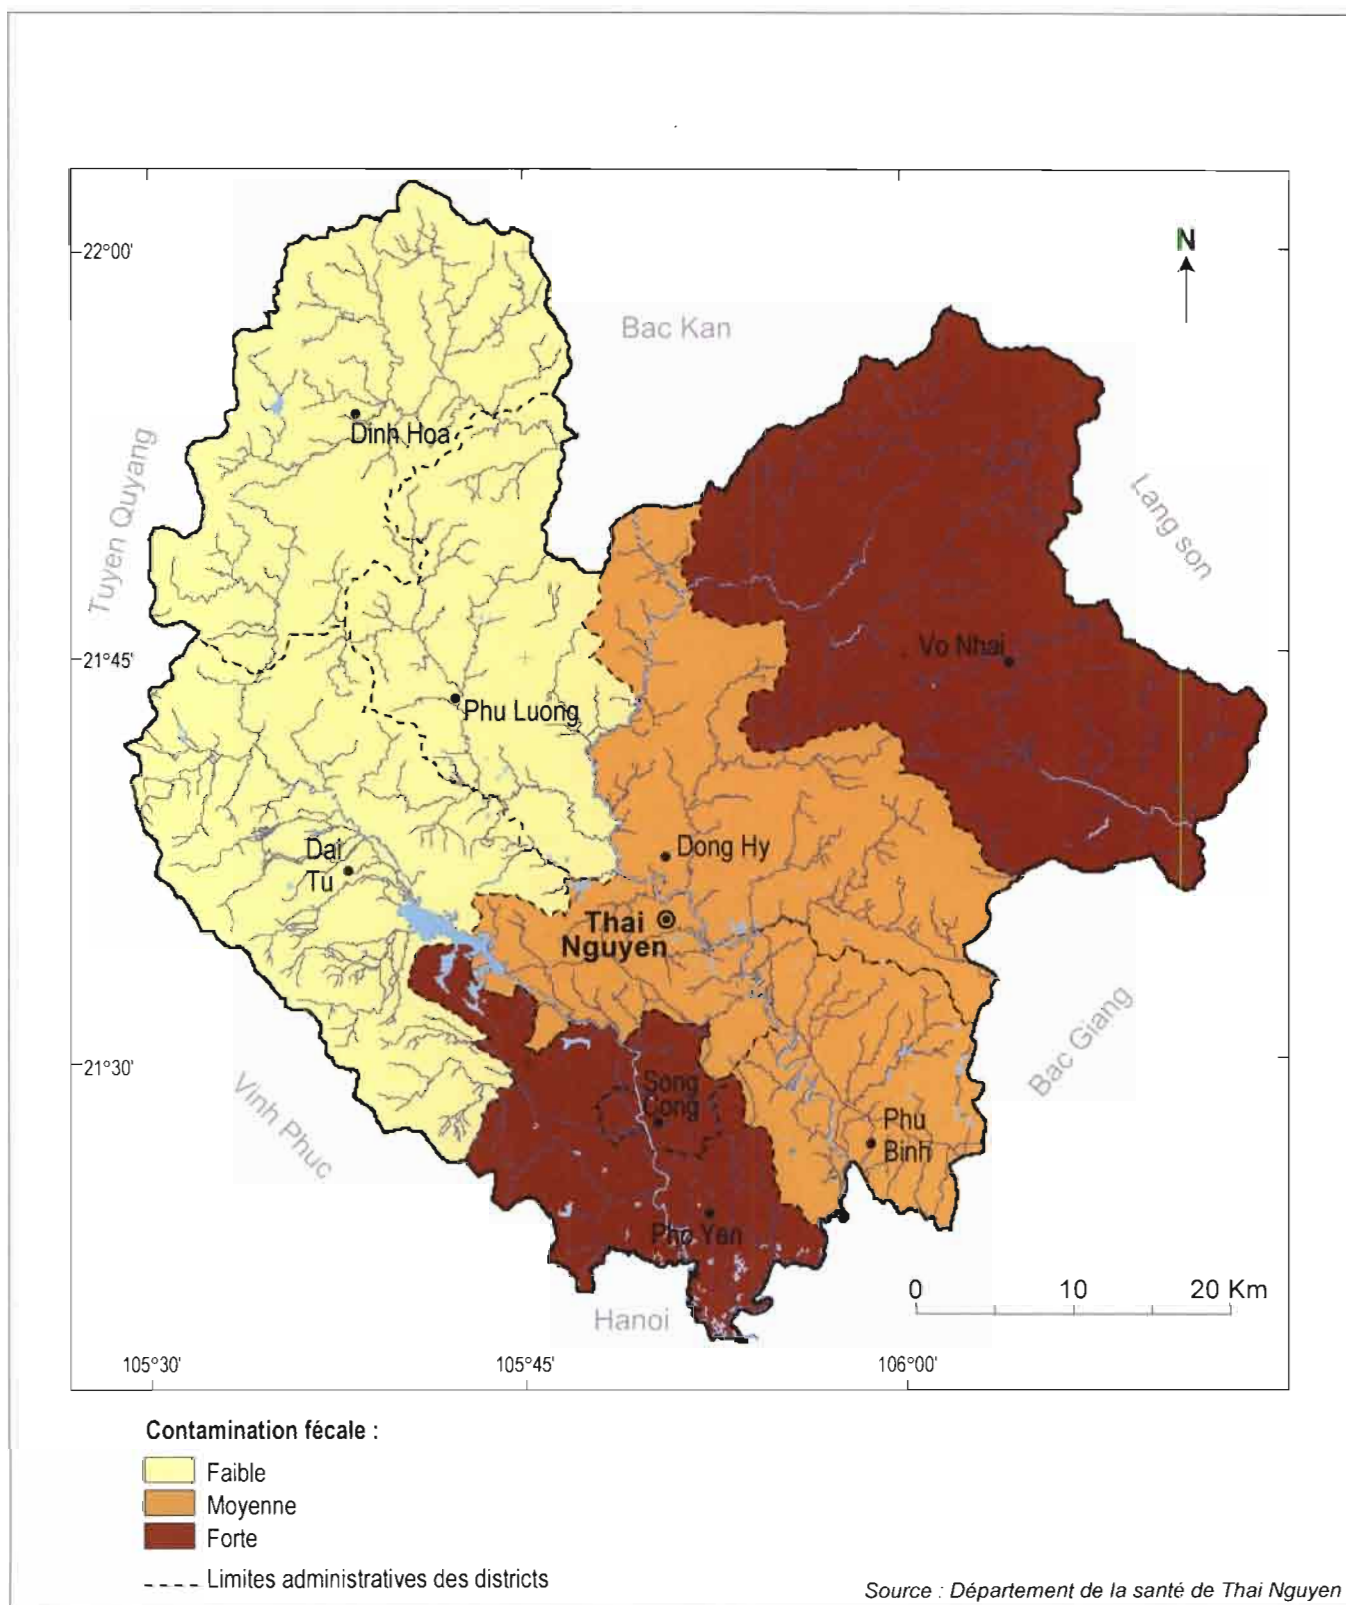 22°00'
N
Bac Kan
Dinh Hoa
Tuyen Quyang
Lang son
21°45'
Vo Nhai
Phu Luong
Dong Hy
Dai
Tu
Thai
Nguyen
Bac Giang
21°30'
Vinh Phuc
Song
Cong
Phu
Binh
Pho Yen
0 10 20 Km
Hanoi
105°30' 105°45' 106°00'
Contamination fécale :
Faible
Moyenne
Forte
Limites administratives des districts
Source : Département de la santé de Thai Nguyen